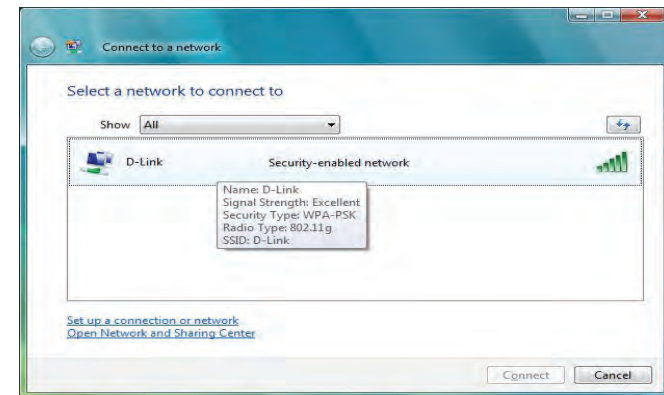 Connect to a network
Select a network to connect to
Show All
D-Link Security-enabled network
Name: D-Link
Signal Strength: Excellent
Security Type: WPA-PSK
Radio Type: 802.11g
SSID: D-Link
Set up a connection or network
Open Network and Sharing Center
Connect Cancel